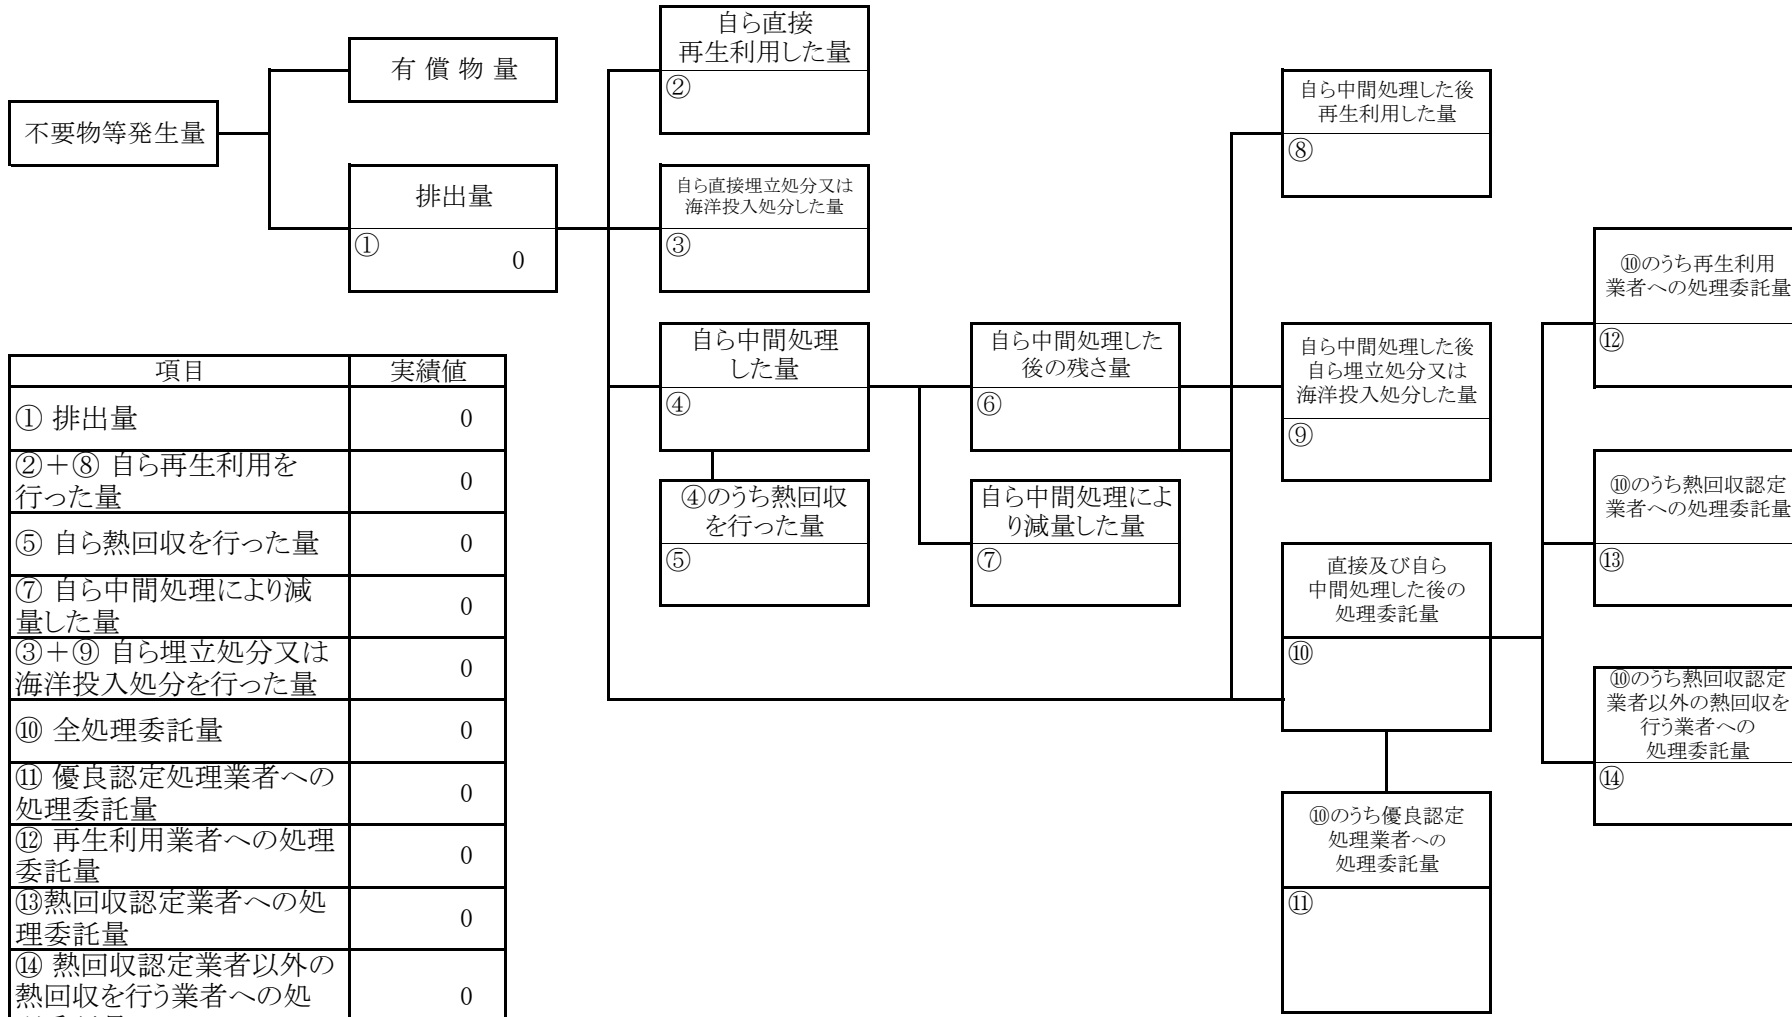 不要物等発生量
有 償 物 量
排出量
①
0
自ら直接
再生利用した量
②
自ら直接埋立処分又は
海洋投入処分した量
③
自ら中間処理
した量
④
④のうち熱回収
を行った量
⑤
自ら中間処理した
後の残さ量
⑥
自ら中間処理によ
り減量した量
⑦
自ら中間処理した後
再生利用した量
⑧
自ら中間処理した後
自ら埋立処分又は
海洋投入処分した量
⑨
直接及び自ら
中間処理した後の
処理委託量
⑩
⑩のうち優良認定
処理業者への
処理委託量
⑪
⑩のうち再生利用
業者への処理委託量
⑫
⑩のうち熱回収認定
業者への処理委託量
⑬
⑩のうち熱回収認定
業者以外の熱回収を
行う業者への
処理委託量
⑭
項目 実績値
① 排出量 0
②＋⑧ 自ら再生利用を
行った量 0
⑤ 自ら熱回収を行った量 0
⑦ 自ら中間処理により減
量した量 0
③＋⑨ 自ら埋立処分又は
海洋投入処分を行った量 0
⑩ 全処理委託量 0
⑪ 優良認定処理業者への
処理委託量 0
⑫ 再生利用業者への処理
委託量 0
⑬熱回収認定業者への処
理委託量 0
⑭ 熱回収認定業者以外の
熱回収を行う業者への処 0